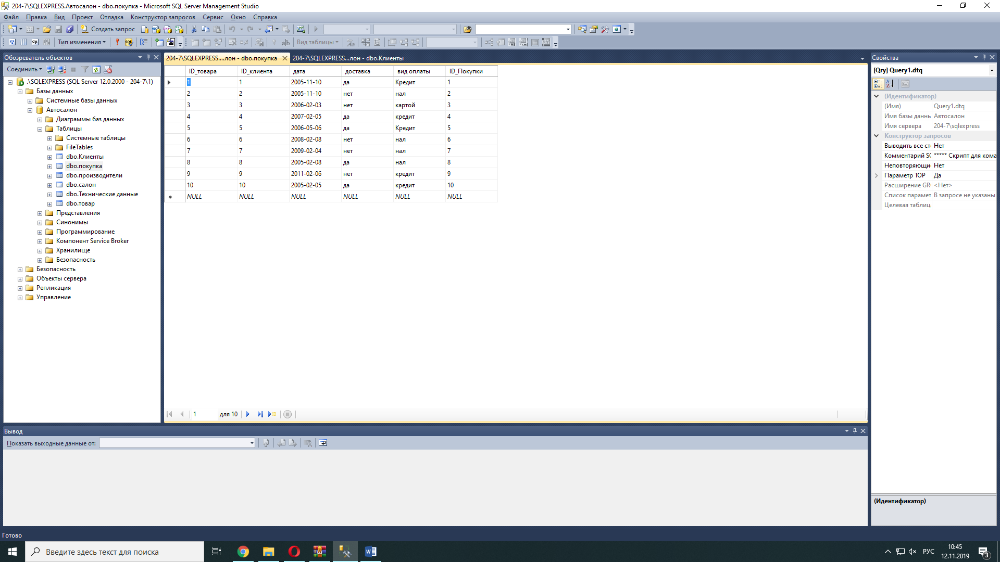 204-7\SQLEXPRESS.Автосалон - dbo.покупка - Microsoft SQL Server Management Studio
Файл Правка Вид Проект Отладка Конструктор запросов Сервис Окно Справка
Создать запрос
Тип изменения Вид таблицы
Обозреватель объектов
Соединить
.\SQLEXPRESS (SQL Server 12.0.2000 - 204-7\1)
Базы данных
Системные базы данных
Автосалон
Диаграммы баз данных
Таблицы
Системные таблицы
FileTables
dbo.Клиенты
dbo.покупка
dbo.производители
dbo.салон
dbo.Технические данные
dbo.товар
Представления
Синонимы
Программирование
Компонент Service Broker
Хранилище
Безопасность
Безопасность
Объекты сервера
Репликация
Управление
204-7\SQLEXPRESS....лон - dbo.покупка 204-7\SQLEXPRESS...лон - dbo.Клиенты
ID_товара ID_клиента дата доставка вид оплаты ID_Покупки
1 1 2005-11-10 да Кредит 1
2 2 2005-11-10 нет нал 2
3 3 2006-02-03 нет картой 3
4 4 2007-02-05 да кредит 4
5 5 2006-05-06 да Кредит 5
6 6 2008-02-08 нет нал 6
7 7 2009-02-04 нет нал 7
8 8 2005-02-08 да нал 8
9 9 2011-02-06 нет кредит 9
10 10 2005-02-05 да кредит 10
NULL NULL NULL NULL NULL NULL
1 для 10
Свойства
[Qry] Query1.dtq
(Идентификатор)
(Имя) Query1.dtq
Имя базы данн Автосалон
Имя сервера 204-7\sqlexpress
Конструктор запросов
Выводить все ст Нет
Комментарий SQ ***** Скрипт для кома
Неповторяющи Нет
Параметр TOP Да
Расширение GR <Нет>
Список парамет В запросе не указаны
Целевая таблиц
(Идентификатор)
Вывод
Показать выходные данные от:
Готово
Введите здесь текст для поиска
РУС
10:45
12.11.2019
3